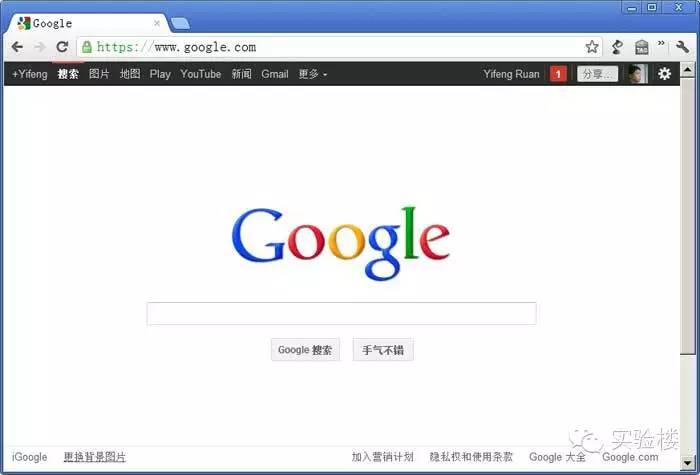 Google
https://www.google.com
+Yifeng 搜索 图片 地图 Play YouTube 新闻 Gmail 更多 Yifeng Ruan 1 分享...
Google
Google 搜索 手气不错
实验楼
iGoogle 更换背景图片 加入营销计划 隐私权和使用条款 Google 大全 Google.com